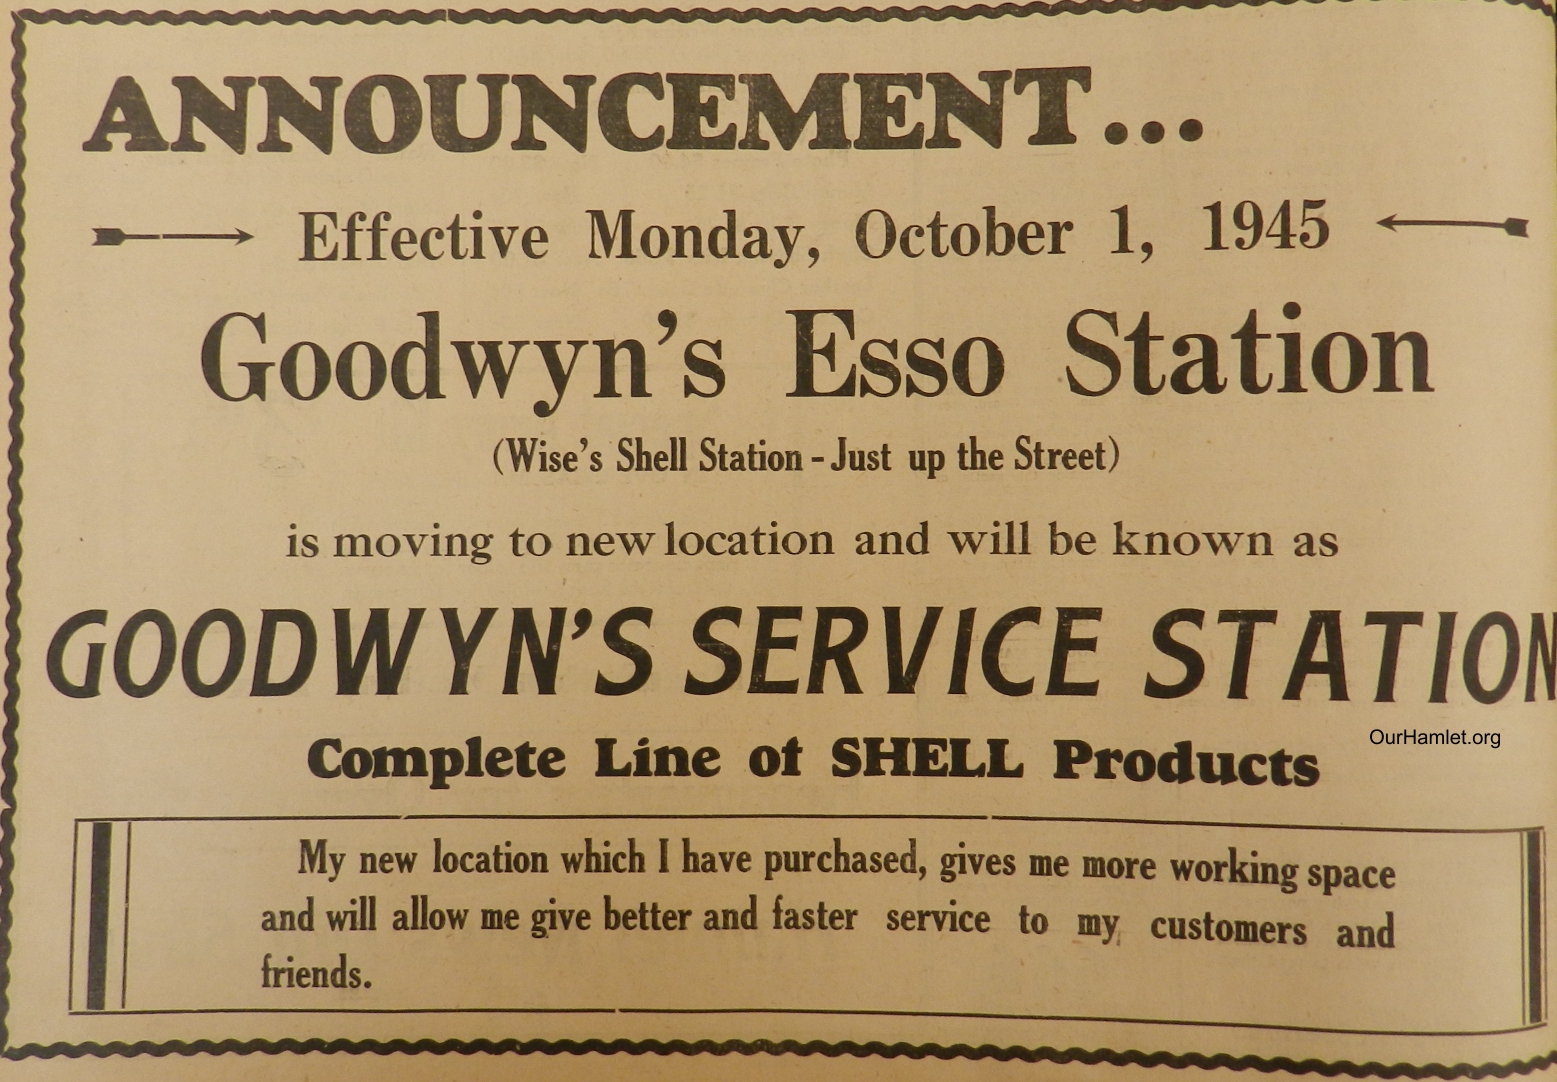 ANNOUNCEMENT...
Effective Monday, October 1, 1945
Goodwyn's Esso Station
(Wise's Shell Station - Just up the Street)
is moving to new location and will be known as
GOODWYN'S SERVICE STATION
OurHamlet.org
Complete Line of SHELL Products
My new location which I have purchased, gives me more working space
and will allow me give better and faster service to my customers and
friends.